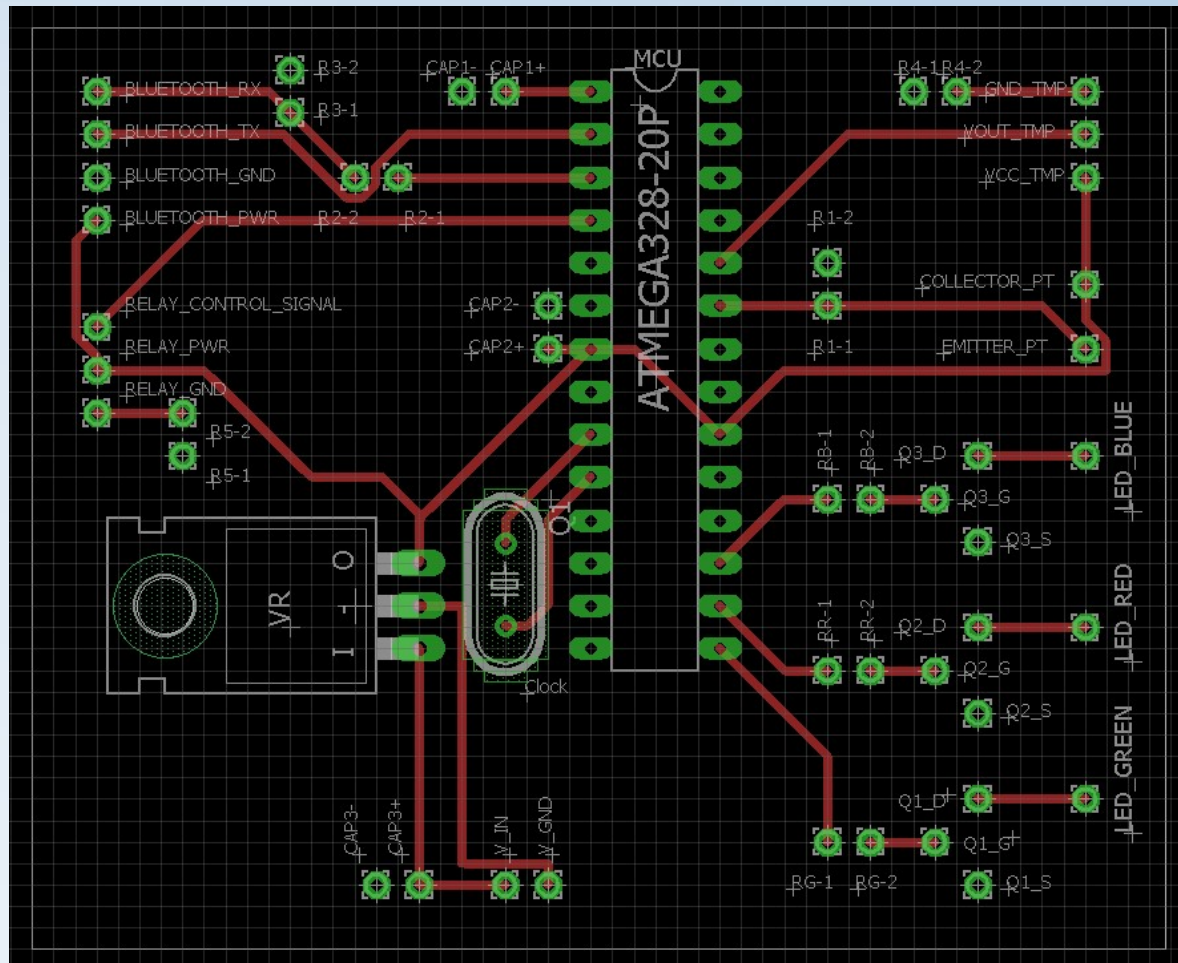 MCU
R3-2
CAP1-
CAP1+
R4-1
R4-2
BLUETOOTH_RX
GND_TMP
R3-1
BLUETOOTH_TX
VOUT_TMP
BLUETOOTH_GND
VCC_TMP
BLUETOOTH_PWR
R2-2
R2-1
R1-2
ATMEGA328-20P
COLLECTOR_PT
RELAY_CONTROL_SIGNAL
CAP2-
RELAY_PWR
CAP2+
R1-1
EMITTER_PT
RELAY_GND
R5-2
RB-1
RB-2
Q3_D
LED_BLUE
R5-1
Q3_G
Q1
Q3_S
O
VR
-
I
RR-1
RR-2
Q2_D
LED_RED
Q2_G
Clock
Q2_S
LED_GREEN
CAP3-
CAP3+
V_IN
V_GND
Q1_D
Q1_G
RG-1
RG-2
Q1_S